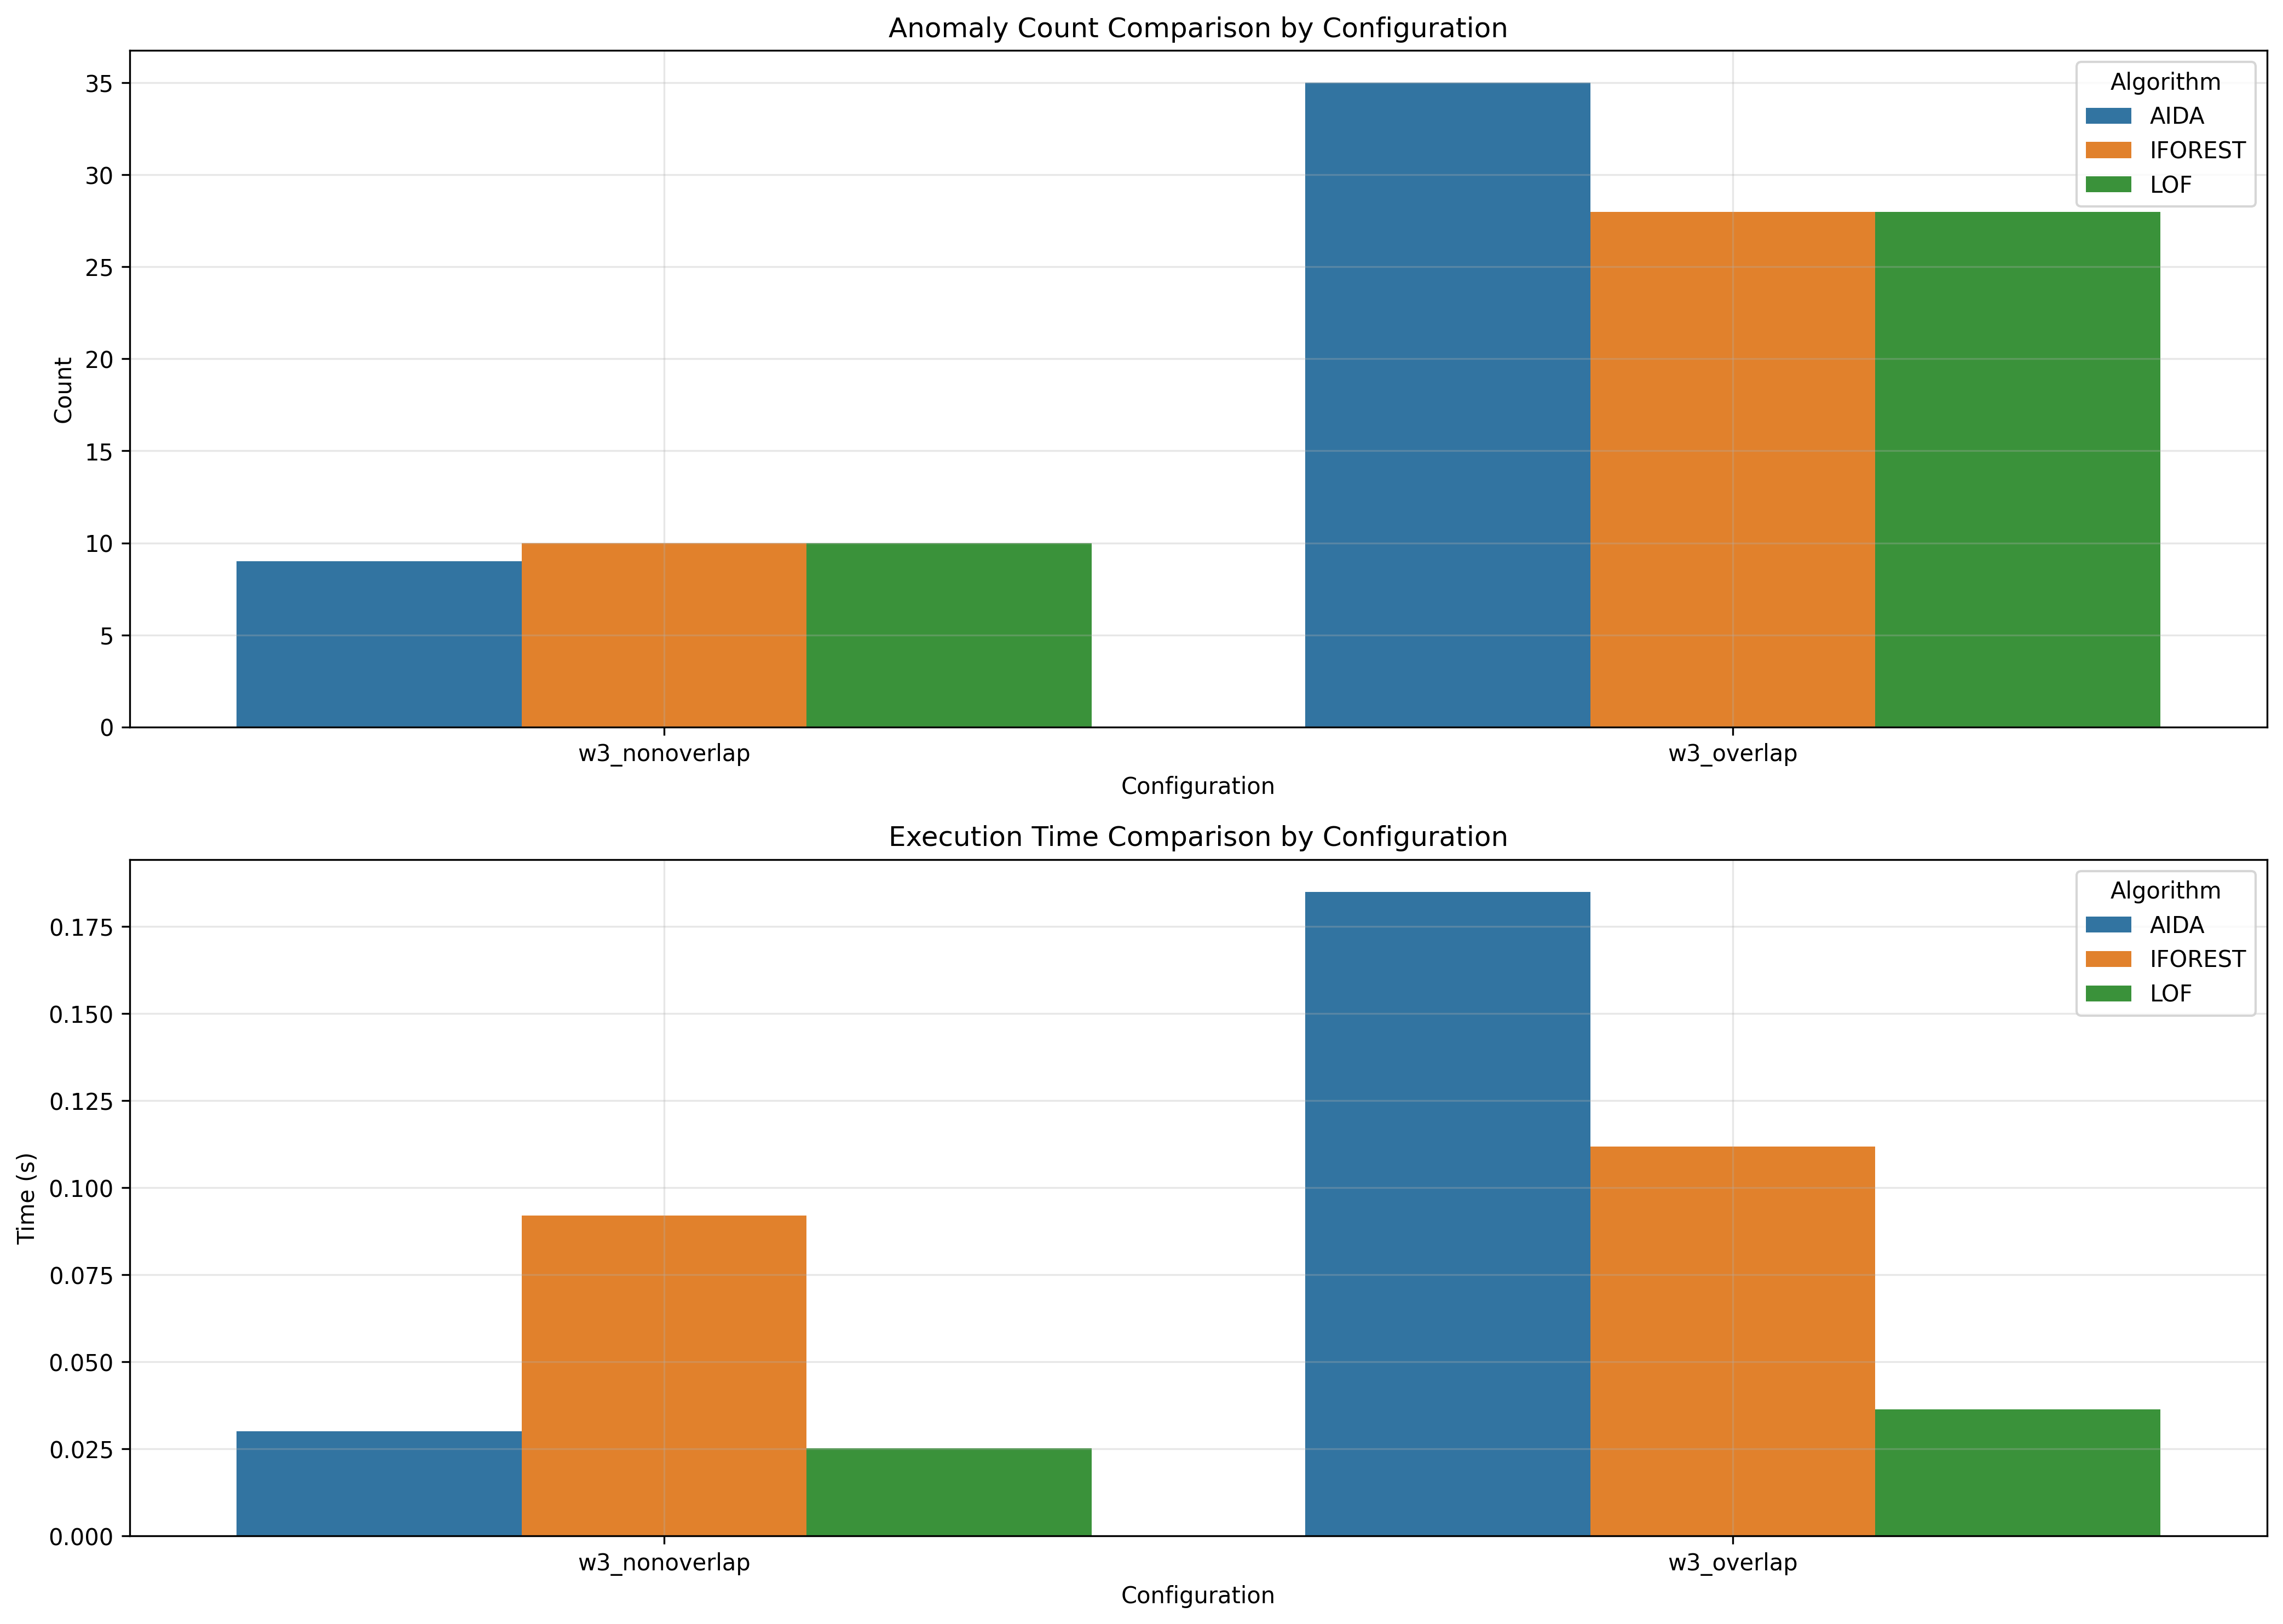 Anomaly Count Comparison by Configuration
Algorithm
AIDA
IFOREST
LOF
35
30
25
20
15
10
5
0
Count
w3_nonoverlap w3_overlap
Configuration
Execution Time Comparison by Configuration
Algorithm
AIDA
IFOREST
LOF
0.175
0.150
0.125
0.100
0.075
0.050
0.025
0.000
Time (s)
w3_nonoverlap w3_overlap
Configuration